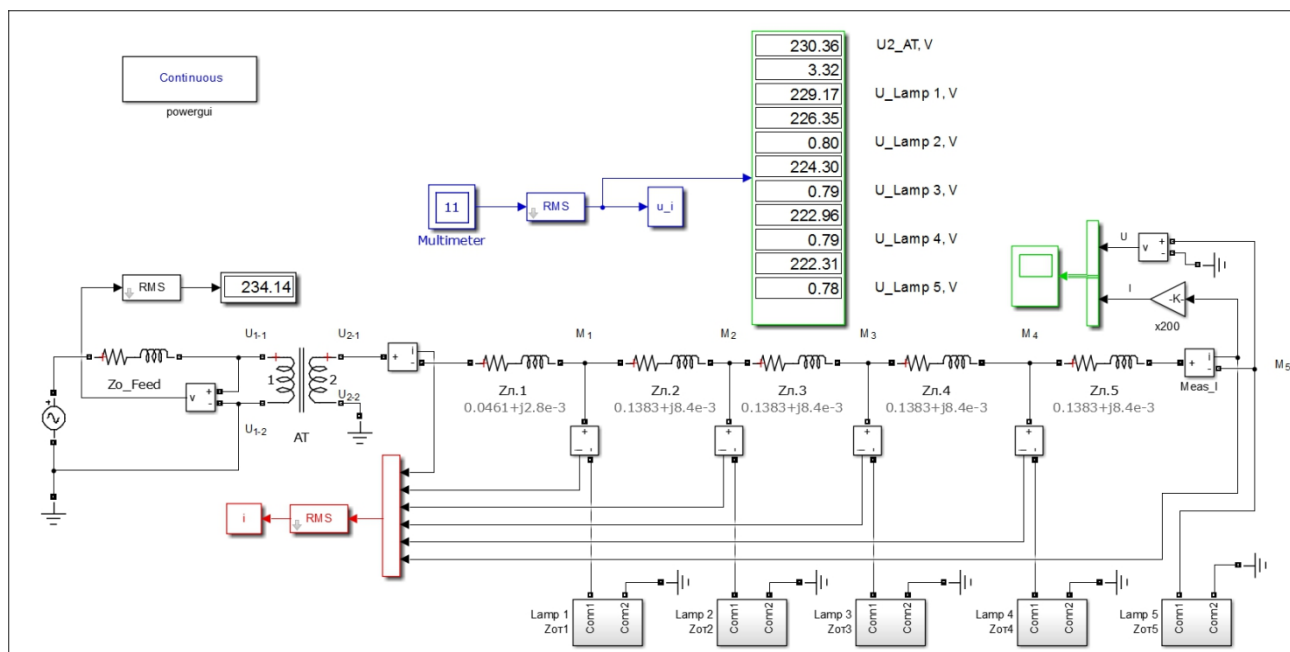 Continuous
powergui
230.36 U2_AT, V
3.32
229.17 U_Lamp 1, V
226.35
0.80 U_Lamp 2, V
224.30
0.79 U_Lamp 3, V
222.96
0.79 U_Lamp 4, V
222.31
0.78 U_Lamp 5, V
11
RMS
u_i
Multimeter
U
v
+
-
I
-K-
x200
RMS
234.14
U1-1
U2-1
M1
M2
M3
M4
M5
Zo_Feed
v
+
-
1
2
U1-2
U2-2
AT
+
i
-
Zл.1
0.0461+j2.8e-3
Zл.2
0.1383+j8.4e-3
Zл.3
0.1383+j8.4e-3
Zл.4
0.1383+j8.4e-3
Zл.5
0.1383+j8.4e-3
+
i
-
Meas_I
i
RMS
Lamp 1
Zот1
Conn1
Conn2
Lamp 2
Zот2
Conn1
Conn2
Lamp 3
Zот3
Conn1
Conn2
Lamp 4
Zот4
Conn1
Conn2
Lamp 5
Zот5
Conn1
Conn2